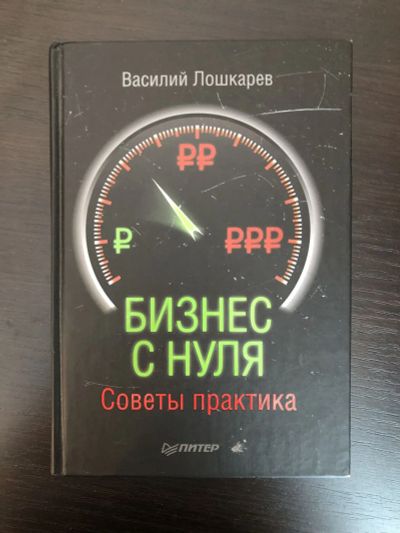 Василий Лошкарев
₽₽
₽ ₽₽₽
БИЗНЕС
С НУЛЯ
Советы практика
ПИТЕР